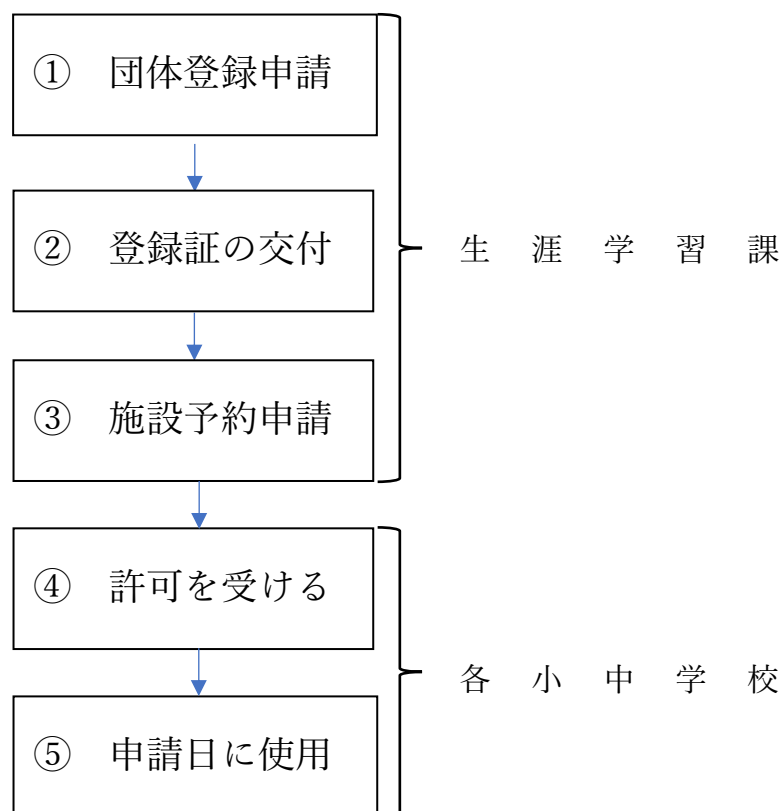 ① 団体登録申請
② 登録証の交付
生涯学習課
③ 施設予約申請
④ 許可を受ける
各小中学校
⑤ 申請日に使用